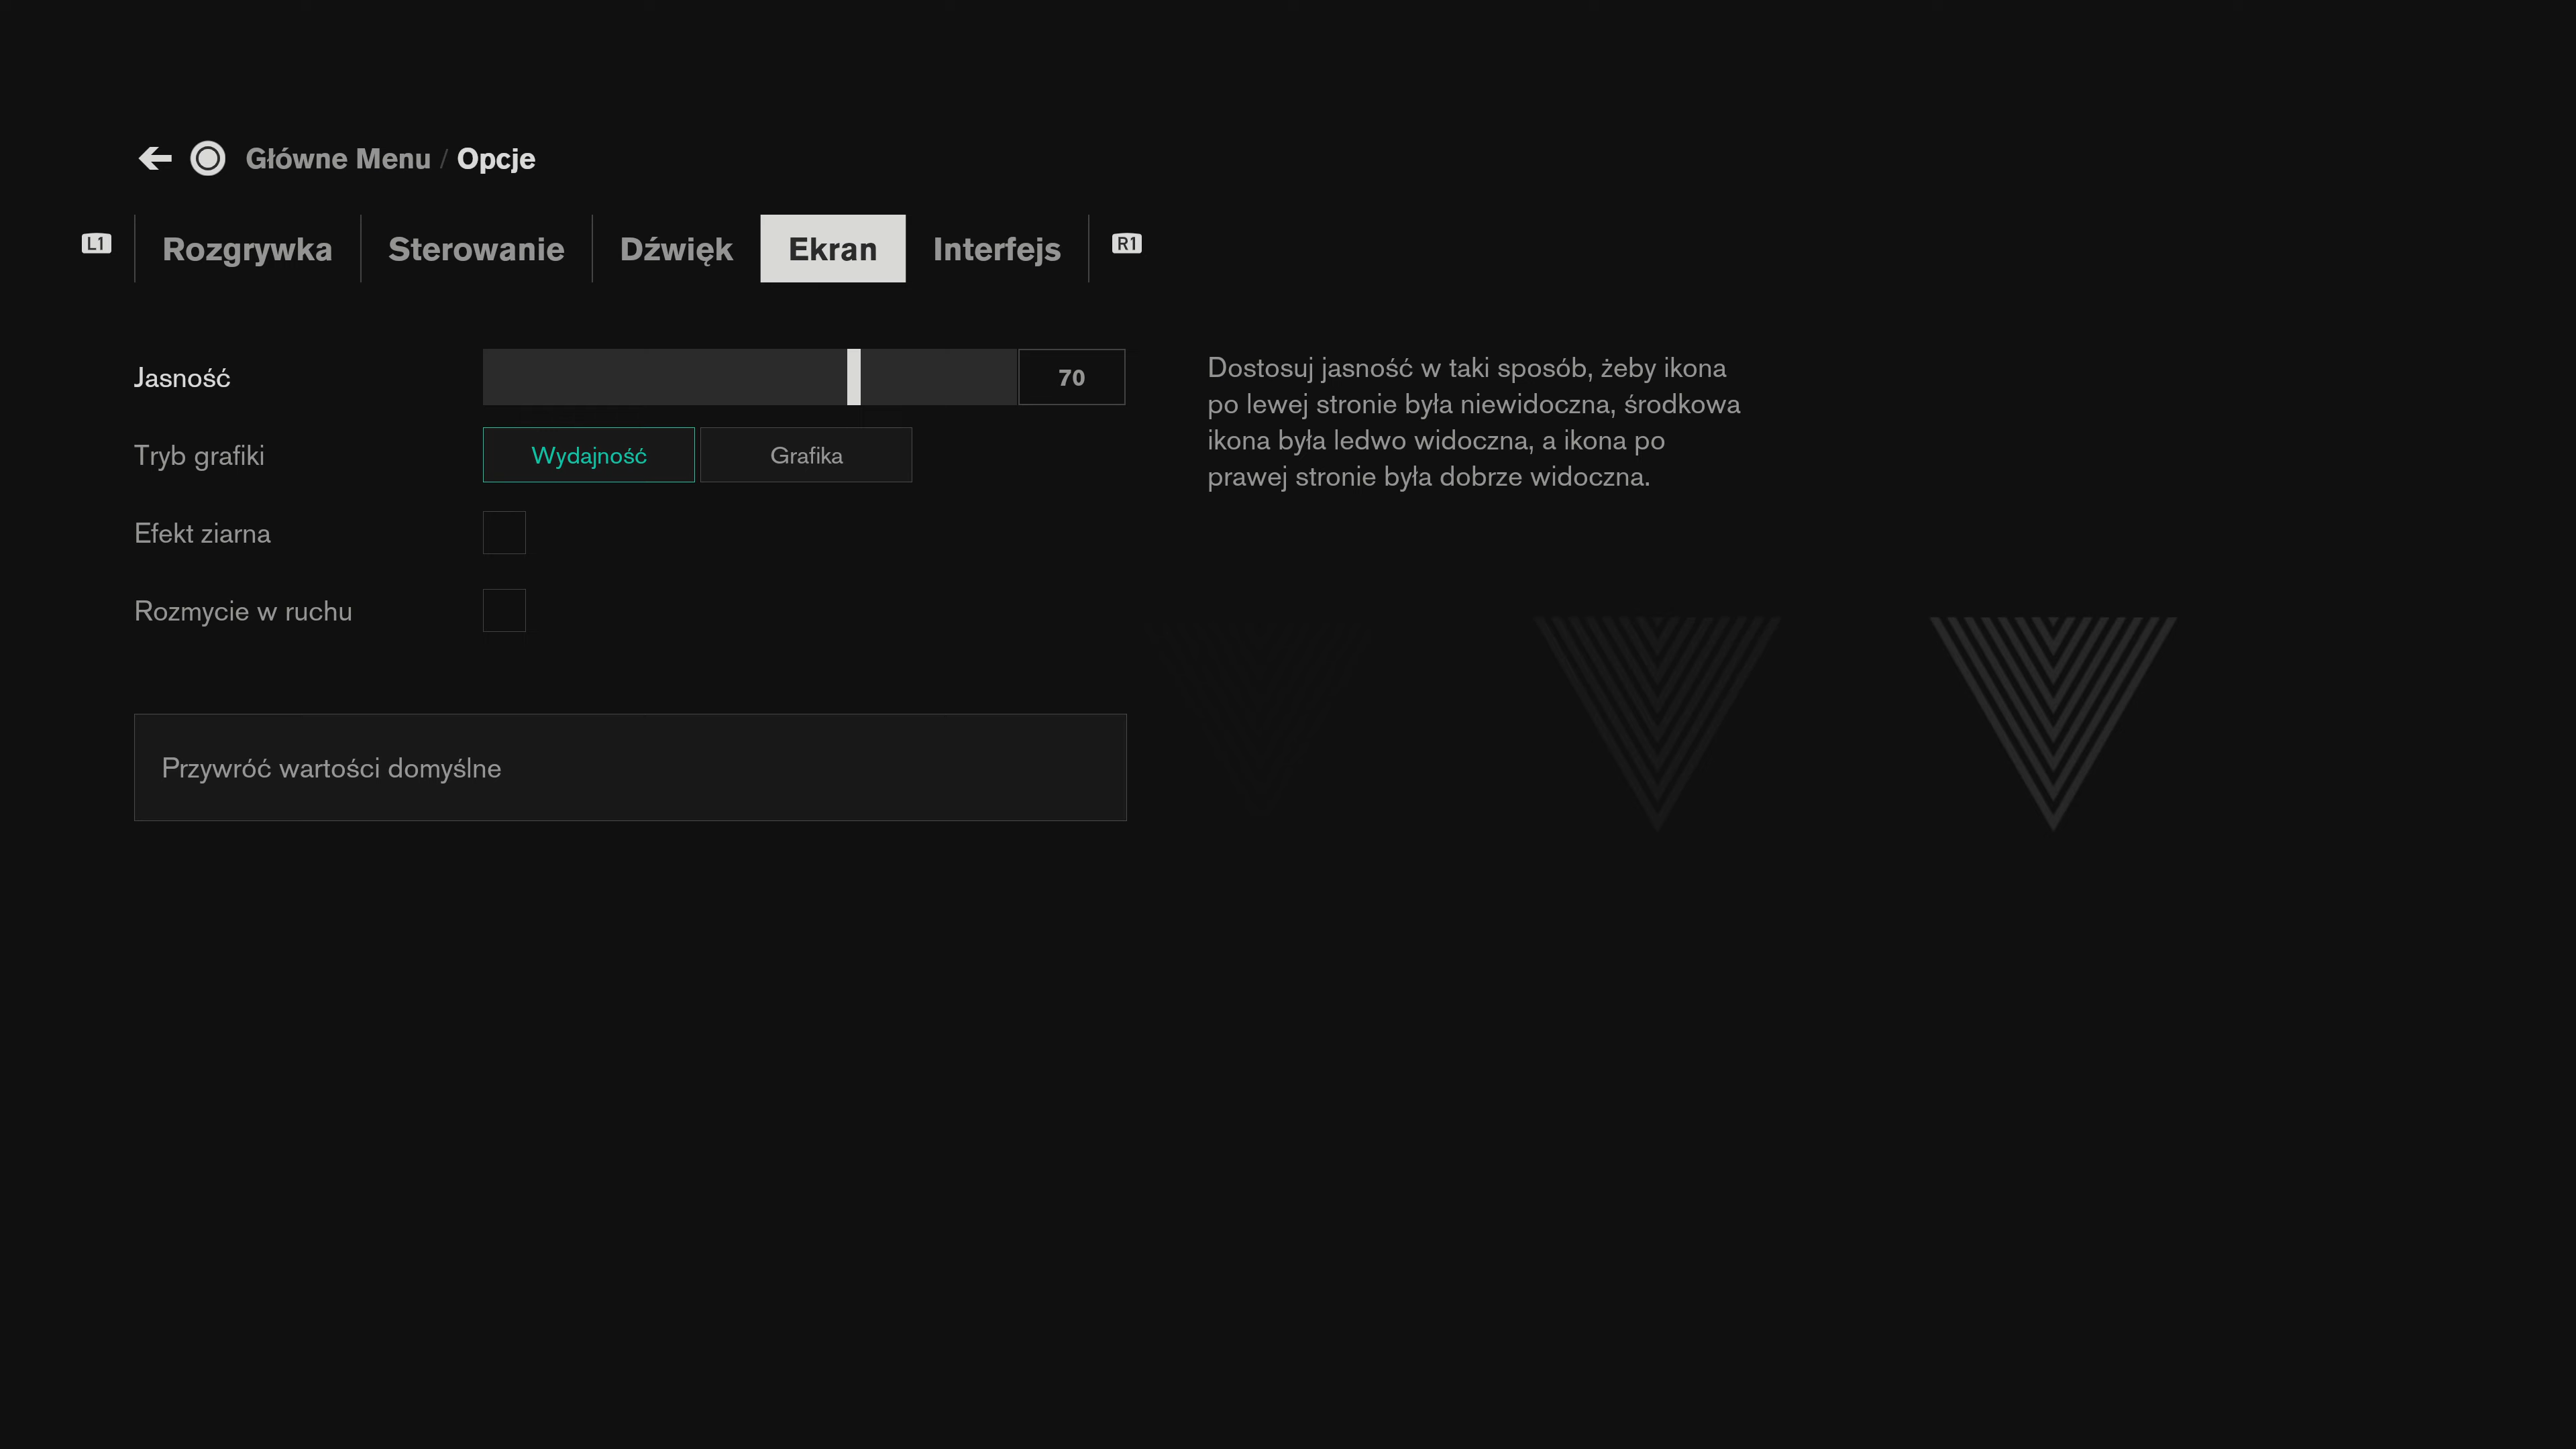 Główne Menu / Opcje
L1 Rozgrywka Sterowanie Dźwięk Ekran Interfejs R1
Jasność 70
Tryb grafiki Wydajność Grafika
Efekt ziarna
Rozmycie w ruchu
Przywróć wartości domyślne
Dostosuj jasność w taki sposób, żeby ikona
po lewej stronie była niewidoczna, środkowa
ikona była ledwo widoczna, a ikona po
prawej stronie była dobrze widoczna.